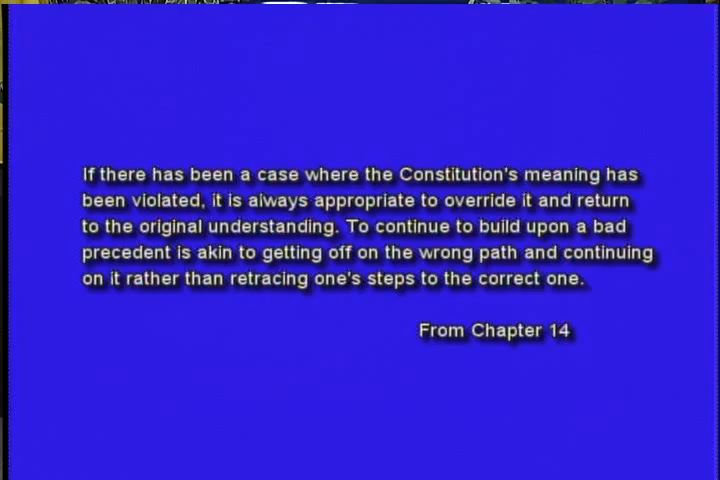 If there has been a case where the Constitution's meaning has
been violated, it is always appropriate to override it and return
to the original understanding. To continue to build upon a bad
precedent is akin to getting off on the wrong path and continuing
on it rather than retracing one's steps to the correct one.
From Chapter 14